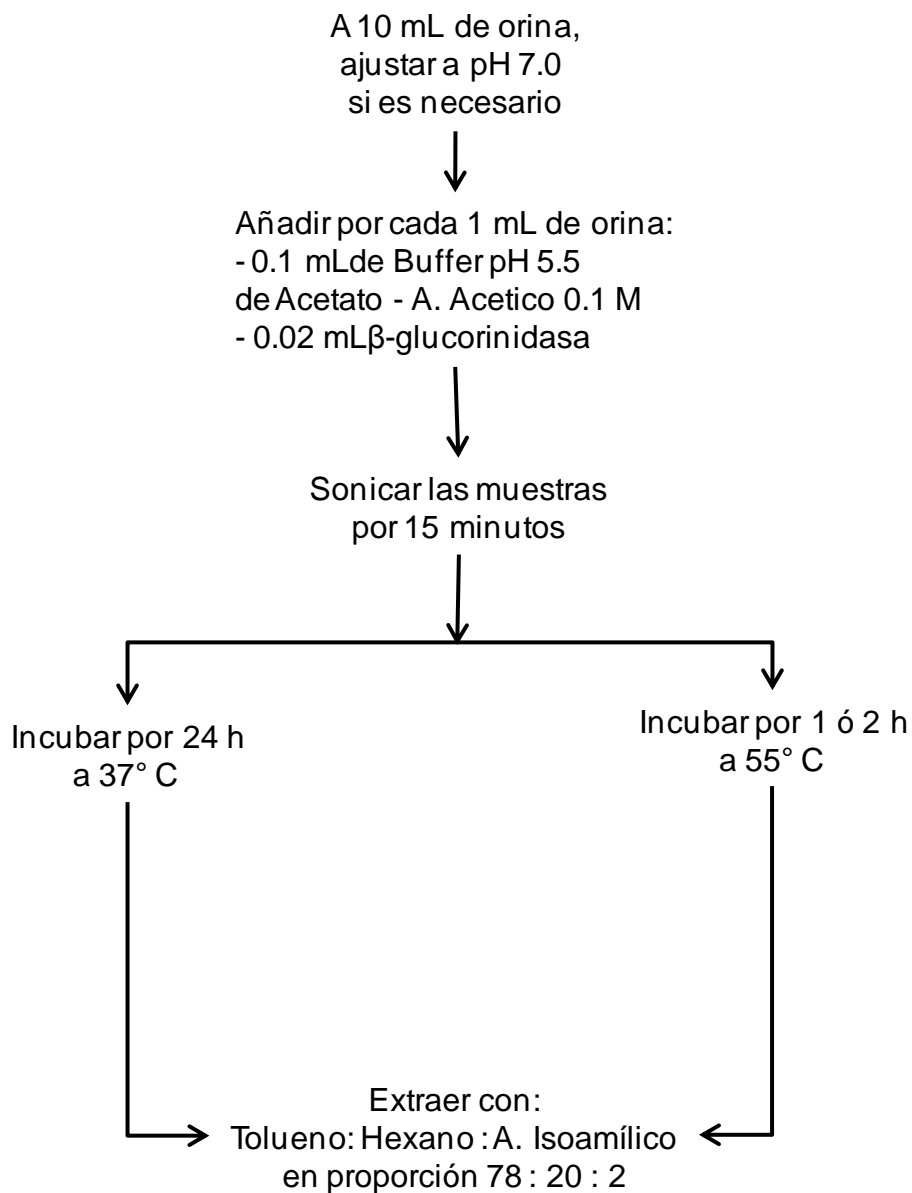 A 10 mL de orina,
ajustar a pH 7.0
si es necesario
Añadir por cada 1 mL de orina:
- 0.1 mL de Buffer pH 5.5
de Acetato - A. Acetico 0.1 M
- 0.02 mL β-glucorinidasa
Sonicar las muestras
por 15 minutos
Incubar por 24 h
a 37° C
Incubar por 1 ó 2 h
a 55° C
Extraer con:
Tolueno: Hexano : A. Isoamílico
en proporción 78 : 20 : 2